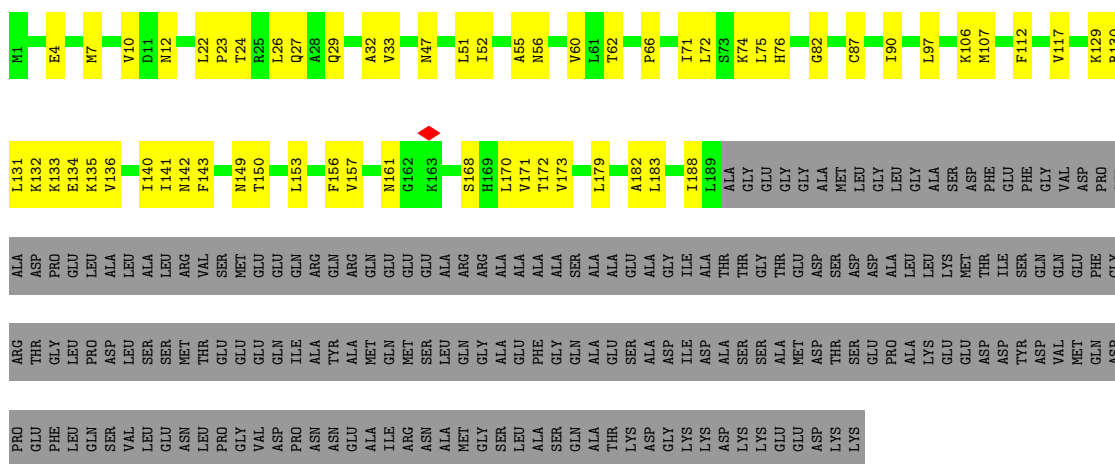 M1 E4 M7 V10 D11 N12 L22 P23 T24 R25 L26 Q27 A28 Q29 A32 V33 N47 L51 I52 A55 N56 V60 L61 T62 P66 I71 L72 S73 K74 L75 H76 G82 C87 I90 L97 K106 M107 F112 V117 K129 R130
L131 K132 K133 E134 K135 V136 I140 I141 N142 F143 N149 T150 L153 F156 V157 N161 G162 K163 S168 H169 L170 V171 T172 V173 L179 A182 L183 I188 L189 ALA GLY GLU GLY GLY ALA MET LEU GLY LEU GLY ALA SER ASP PHE GLU PHE GLY VAL ASP PRO
ALA ASP PRO GLU LEU ALA LEU ALA LEU ARG VAL SER MET GLU GLU GLN ARG GLN ARG GLN GLU GLU GLU ALA ARG ARG ALA ALA ALA ALA SER ALA ALA GLU ALA GLY ILE ALA THR THR GLY THR GLU ASP SER ASP ASP ALA LEU LEU LYS MET THR ILE SER GLN GLN GLU PHE GLY
ARG THR GLY LEU PRO ASP LEU SER SER MET THR GLU GLU GLU GLN ILE ALA TYR ALA MET GLN MET SER LEU GLN GLY ALA GLU PHE GLY GLN ALA GLU SER ALA ASP ILE ASP ALA SER SER ALA MET ASP THR SER GLU PRO ALA LYS GLU GLU ASP ASP TYR ASP VAL MET GLN ASP
PRO GLU PHE LEU GLN SER VAL LEU GLU ASN LEU PRO GLY VAL ASP PRO ASN ASN GLU ALA ILE ARG ASN ALA MET GLY SER LEU ALA SER GLN ALA THR LYS ASP GLY LYS LYS ASP LYS LYS GLU GLU ASP LYS LYS